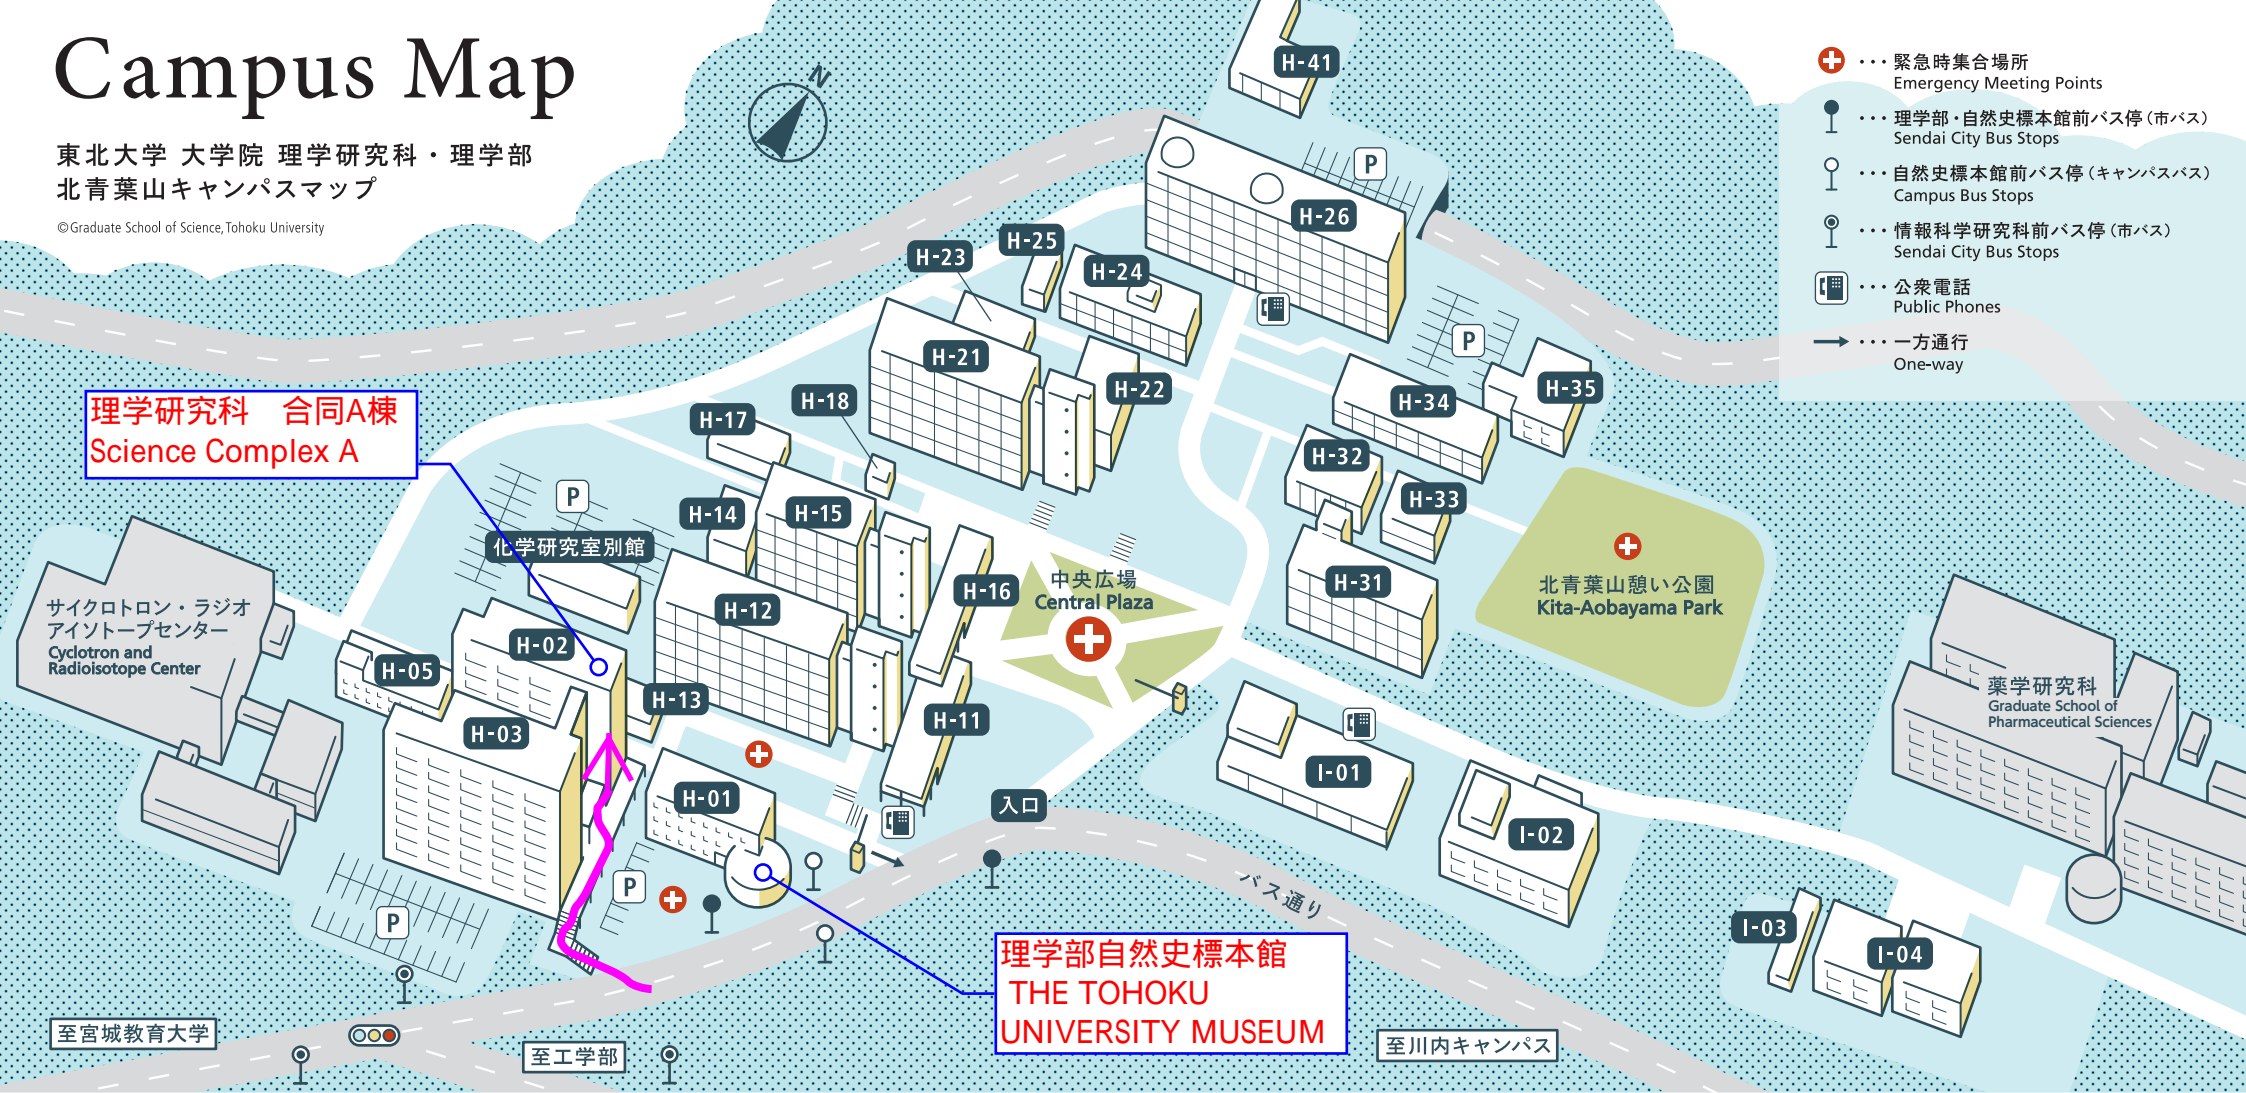 Campus Map
東北大学 大学院 理学研究科・理学部
北青葉山キャンパスマップ
©Graduate School of Science, Tohoku University
N
・・・緊急時集合場所
Emergency Meeting Points
・・・理学部・自然史標本館前バス停（市バス）
Sendai City Bus Stops
・・・自然史標本館前バス停（キャンパスバス）
Campus Bus Stops
・・・情報科学研究科前バス停（市バス）
Sendai City Bus Stops
・・・公衆電話
Public Phones
・・・一方通行
One-way
H-41
P
H-26
H-25
H-23
H-24
H-21
H-22
P
H-35
H-34
H-18
H-17
H-32
H-33
理学研究科　合同A棟
Science Complex A
P
化学研究室別館
H-14
H-15
H-16
H-12
中央広場
Central Plaza
H-31
北青葉山憩い公園
Kita-Aobayama Park
サイクロトロン・ラジオ
アイソトープセンター
Cyclotron and
Radioisotope Center
H-05
H-02
H-13
H-03
H-11
H-01
入口
I-01
I-02
薬学研究科
Graduate School of
Pharmaceutical Sciences
P
P
バス通り
I-03
I-04
理学部自然史標本館
THE TOHOKU
UNIVERSITY MUSEUM
至宮城教育大学
至工学部
至川内キャンパス